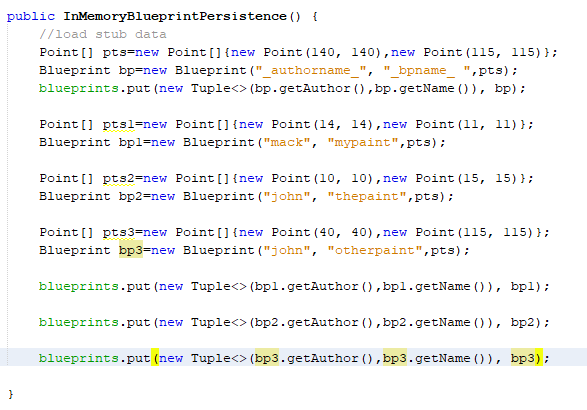 public InMemoryBlueprintPersistence() {
//load stub data
Point[] pts=new Point[]{new Point(140, 140),new Point(115, 115)};
Blueprint bp=new Blueprint("_authorname_", "_bpname_ ",pts);
blueprints.put(new Tuple<>(bp.getAuthor(),bp.getName()), bp);
Point[] pts1=new Point[]{new Point(14, 14),new Point(11, 11)};
Blueprint bp1=new Blueprint("mack", "mypaint",pts);
Point[] pts2=new Point[]{new Point(10, 10),new Point(15, 15)};
Blueprint bp2=new Blueprint("john", "thepaint",pts);
Point[] pts3=new Point[]{new Point(40, 40),new Point(115, 115)};
Blueprint bp3=new Blueprint("john", "otherpaint",pts);
blueprints.put(new Tuple<>(bp1.getAuthor(),bp1.getName()), bp1);
blueprints.put(new Tuple<>(bp2.getAuthor(),bp2.getName()), bp2);
blueprints.put(new Tuple<>(bp3.getAuthor(),bp3.getName()), bp3);
}